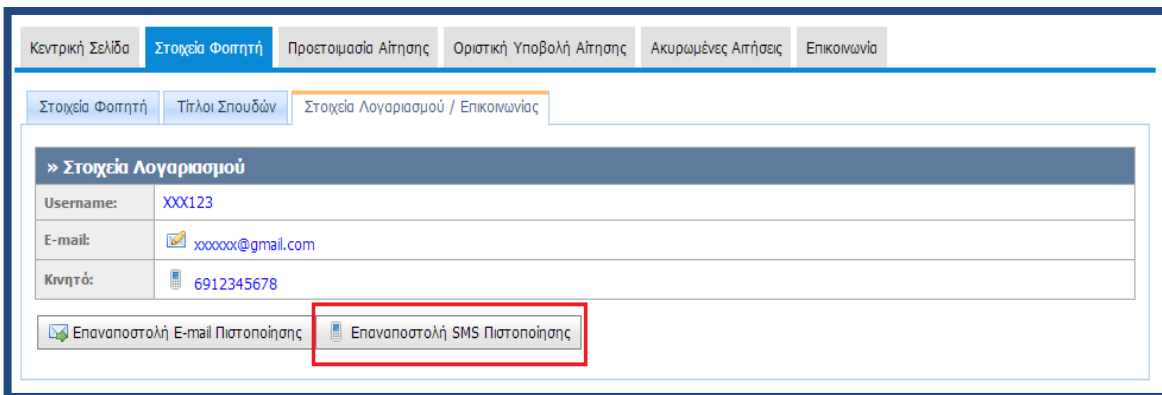 Κεντρική Σελίδα Στοιχεία Φοιτητή Προετοιμασία Αίτησης Οριστική Υποβολή Αίτησης Ακυρωμένες Αιτήσεις Επικοινωνία
Στοιχεία Φοιτητή Τίτλοι Σπουδών Στοιχεία Λογαριασμού / Επικοινωνίας
» Στοιχεία Λογαριασμού
Username: XXX123
E-mail: xxxxxx@gmail.com
Κινητό: 6912345678
Επαναποστολή E-mail Πιστοποίησης Επαναποστολή SMS Πιστοποίησης